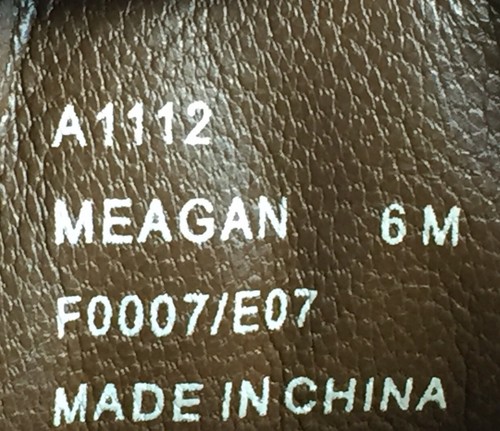 A1112
MEAGAN 6 M
F0007/E07
MADE IN CHINA